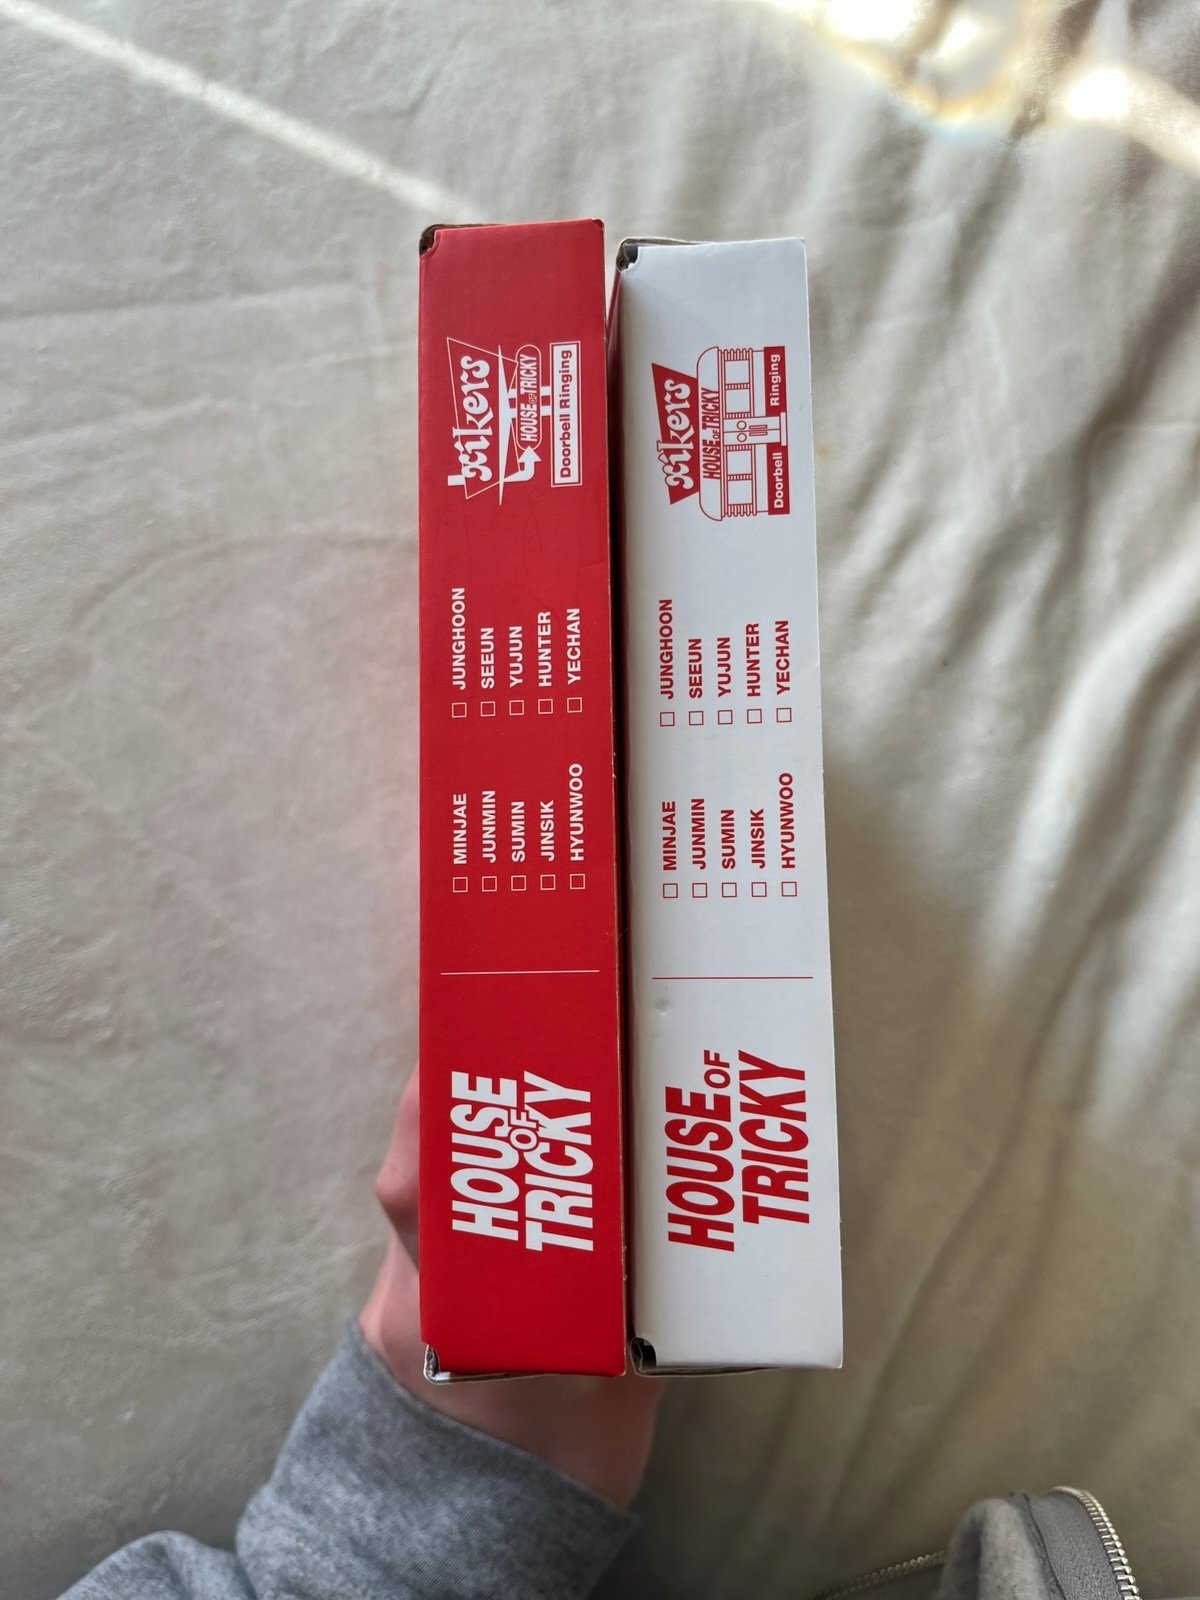 HOUSE
OF
TRICKY
☐ MINJAE
☐ JUNMIN
☐ SUMIN
☐ JINSIK
☐ HYUNWOO
☐ JUNGHOON
☐ SEEUN
☐ YUJUN
☐ HUNTER
☐ YECHAN
xikers
HOUSE OF TRICKY
Doorbell Ringing
HOUSE OF
TRICKY
☐ MINJAE
☐ JUNMIN
☐ SUMIN
☐ JINSIK
☐ HYUNWOO
☐ JUNGHOON
☐ SEEUN
☐ YUJUN
☐ HUNTER
☐ YECHAN
xikers
HOUSE OF TRICKY
Doorbell Ringing